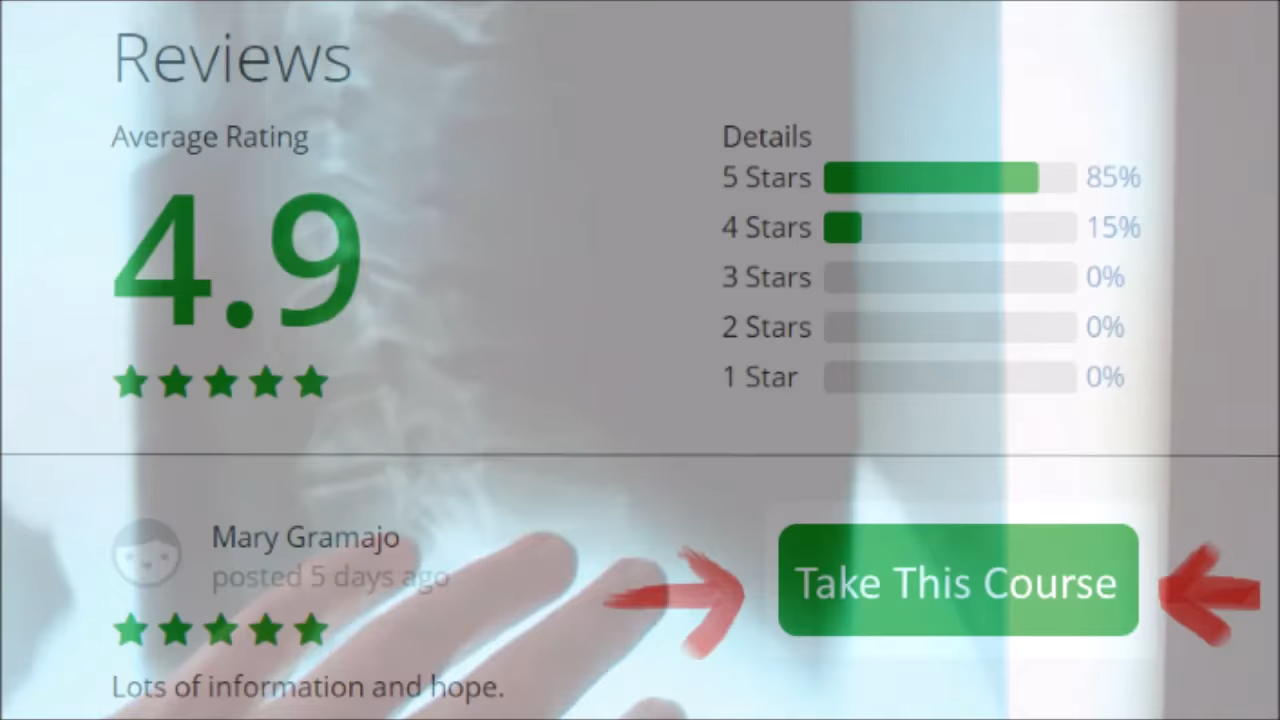 Reviews
Average Rating
4.9
Details
5 Stars 85%
4 Stars 15%
3 Stars 0%
2 Stars 0%
1 Star 0%
Mary Gramajo
posted 5 days ago
Lots of information and hope.
Take This Course